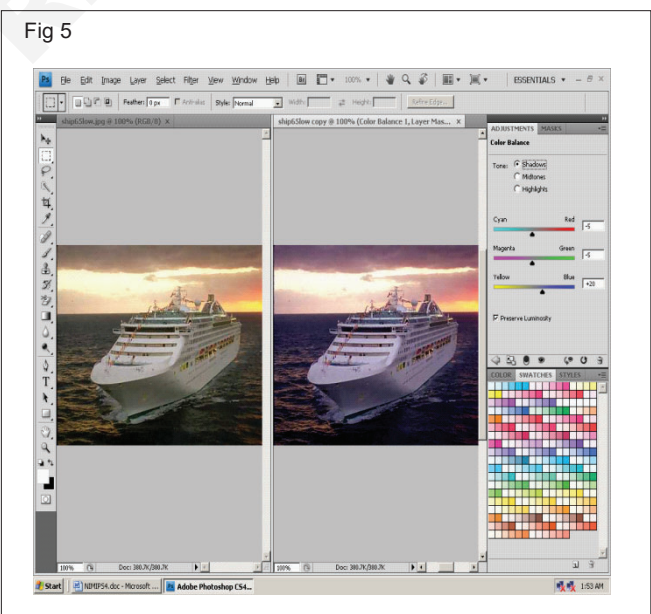 Fig 5
Ps File Edit Image Layer Select Filter View Window Help Br 100% ESSENTIALS
Feather: 0 px Anti-alias Style: Normal Width: Height: Refine Edge...
ship65low.jpg @ 100% (RGB/8) x
ship65low copy @ 100% (Color Balance 1, Layer Mas... x
ADJUSTMENTS MASKS
Color Balance
Tone: Shadows
Midtones
Highlights
Cyan Red -5
Magenta Green -5
Yellow Blue +20
Preserve Luminosity
COLOR SWATCHES STYLES
100% Doc: 380.7K/380.7K
100% Doc: 380.7K/380.7K
Start NIMIP54.doc - Microsoft ... Adobe Photoshop CS4... 1:53 AM